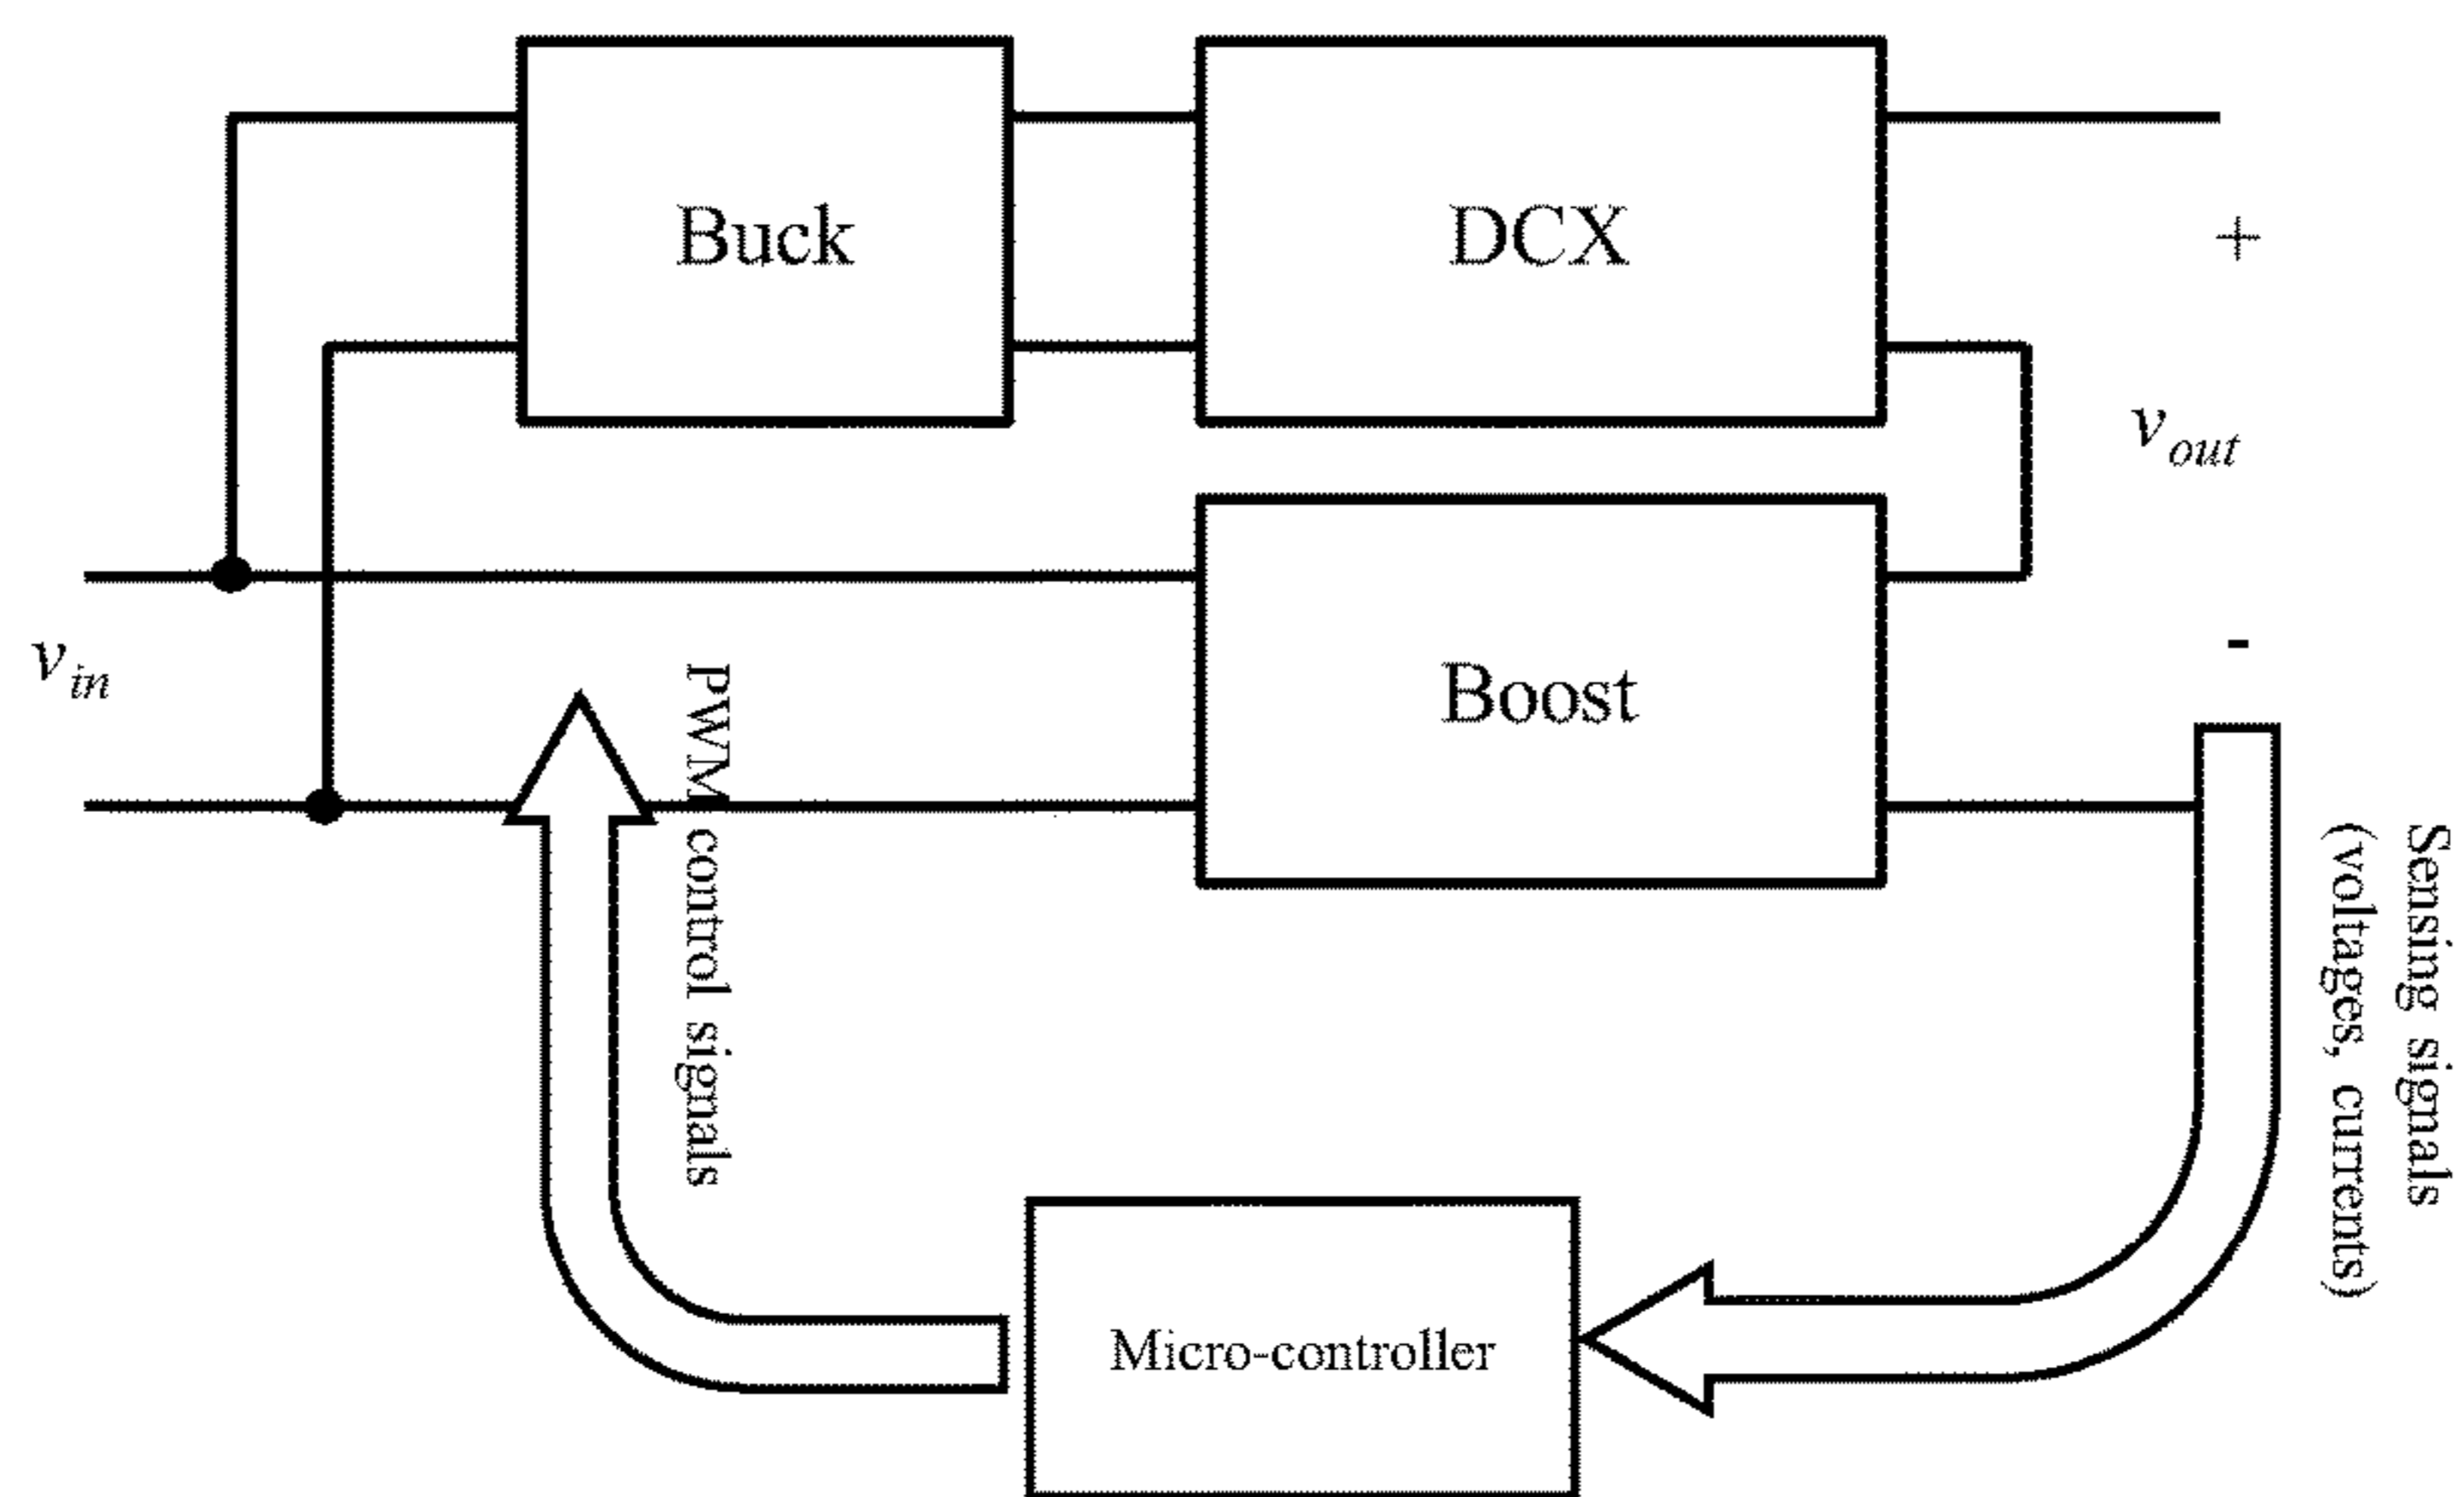 Buck
DCX
+
v_out
v_in
Boost
-
PWM control signals
Sensing signals
(voltages, currents)
Micro-controller